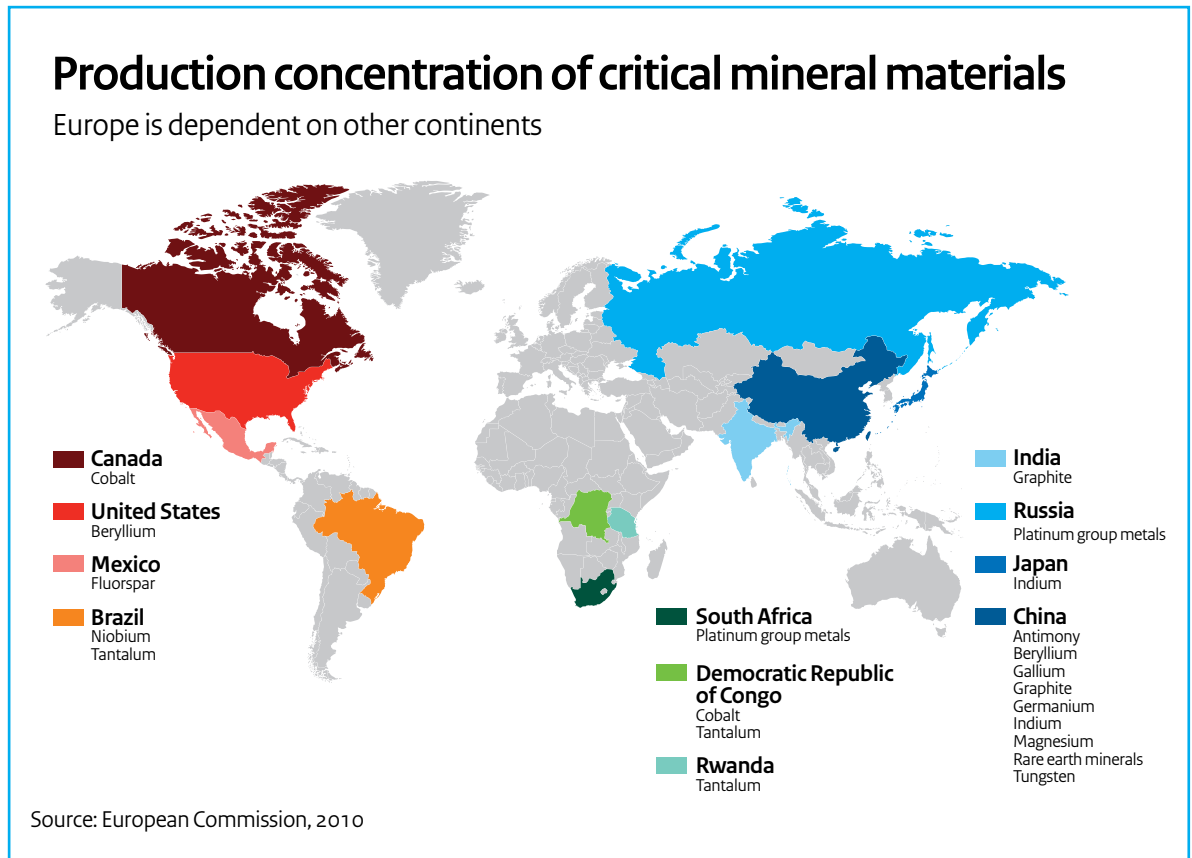 Production concentration of critical mineral materials
Europe is dependent on other continents
Canada
Cobalt
United States
Beryllium
Mexico
Fluorspar
Brazil
Niobium
Tantalum
South Africa
Platinum group metals
Democratic Republic
of Congo
Cobalt
Tantalum
Rwanda
Tantalum
India
Graphite
Russia
Platinum group metals
Japan
Indium
China
Antimony
Beryllium
Gallium
Graphite
Germanium
Indium
Magnesium
Rare earth minerals
Tungsten
Source: European Commission, 2010